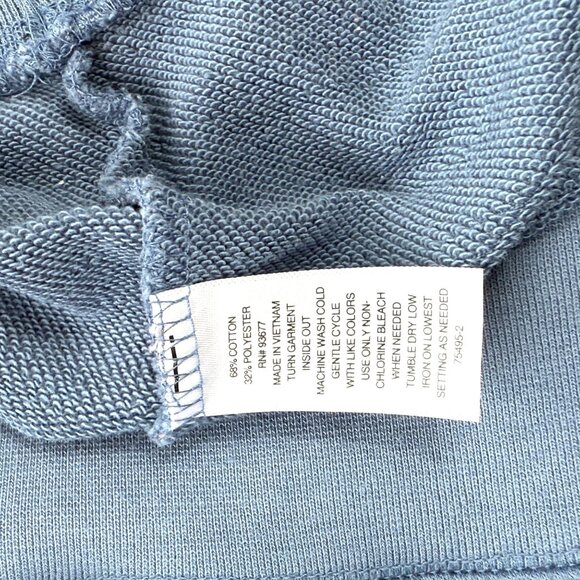 68% COTTON
32% POLYESTER
RN# 93677
MADE IN VIETNAM
TURN GARMENT
INSIDE OUT
MACHINE WASH COLD
GENTLE CYCLE
WITH LIKE COLORS
USE ONLY NON-
CHLORINE BLEACH
WHEN NEEDED
TUMBLE DRY LOW
IRON ON LOWEST
SETTING AS NEEDED
75495-2